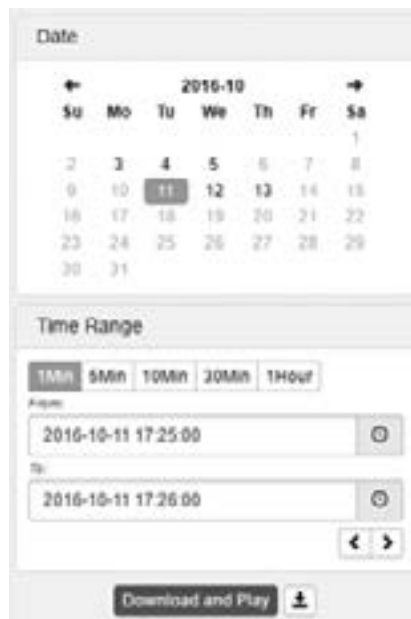 Date
2016-10
Su Mo Tu We Th Fr Sa
1
2 3 4 5 6 7 8
9 10 11 12 13 14 15
16 17 18 19 20 21 22
23 24 25 26 27 28 29
30 31
Time Range
1Min 5Min 10Min 30Min 1Hour
From:
2016-10-11 17:25:00
To:
2016-10-11 17:26:00
Download and Play